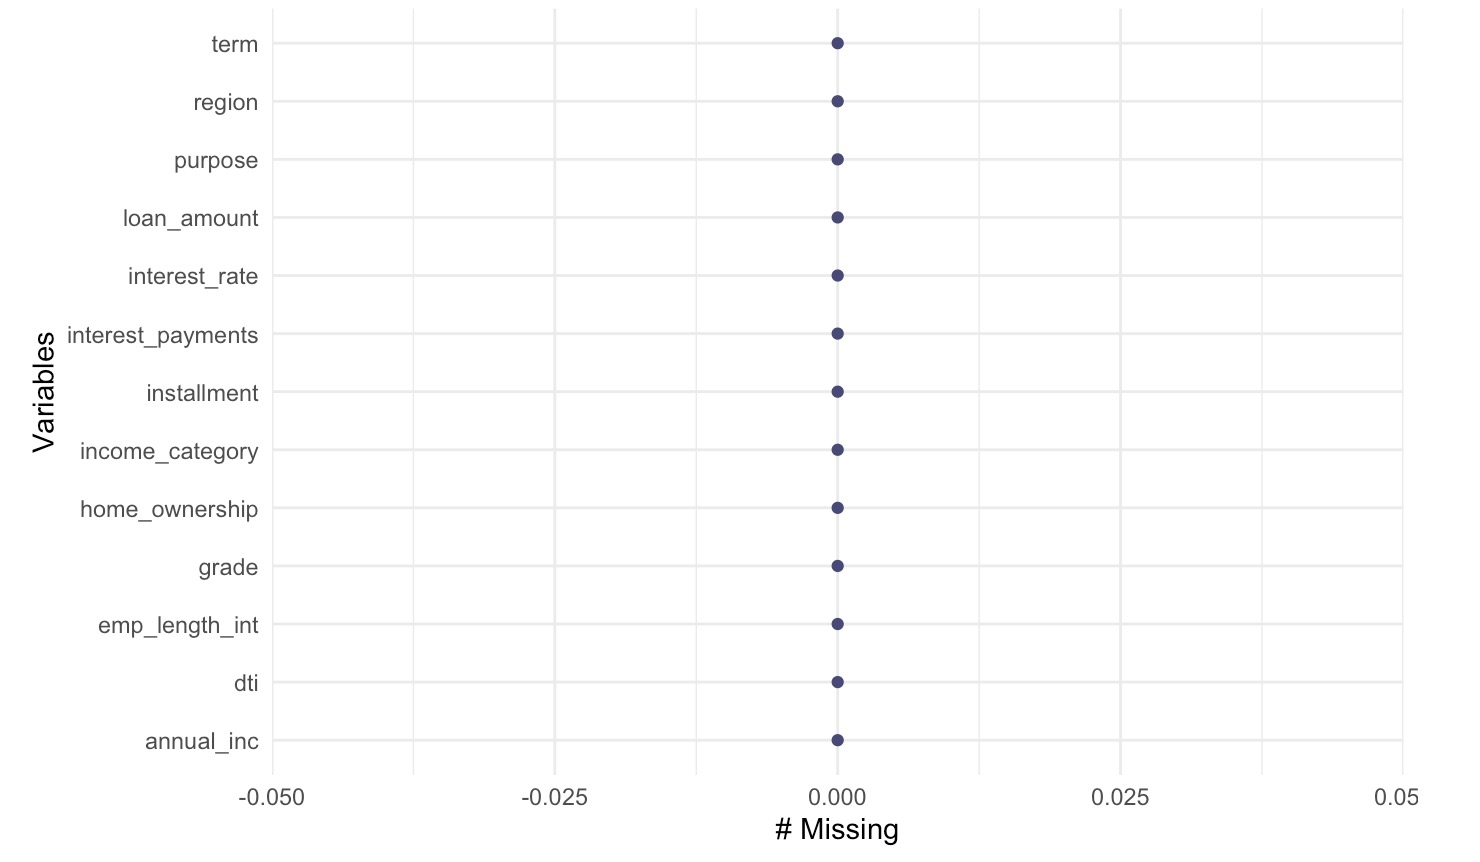 term
region
purpose
loan_amount
interest_rate
interest_payments
installment
income_category
home_ownership
grade
emp_length_int
dti
annual_inc
Variables
-0.050 -0.025 0.000 0.025 0.05
# Missing